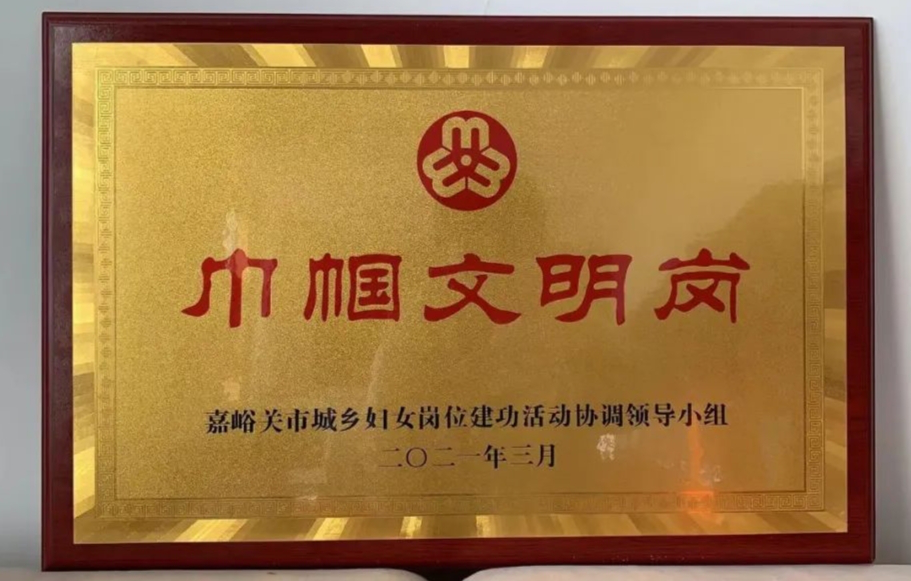 巾帼文明岗
嘉峪关市城乡妇女岗位建功活动协调领导小组
二〇二一年三月